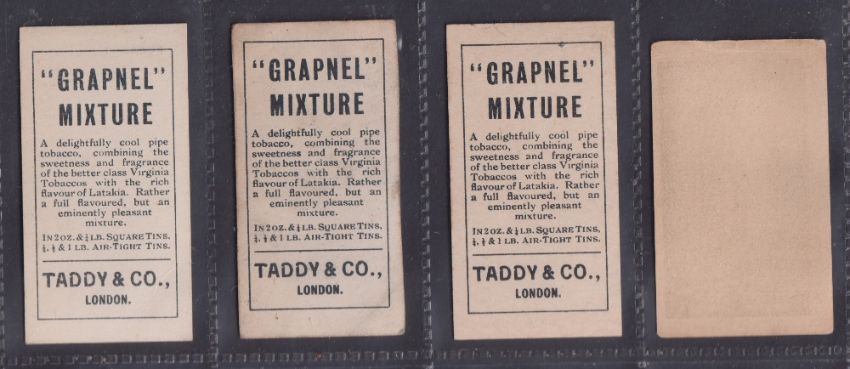 "GRAPNEL"
MIXTURE
A delightfully cool pipe
tobacco, combining the
sweetness and fragrance
of the better class Virginia
Tobaccos with the rich
flavour of Latakia. Rather
a full flavoured, but an
eminently pleasant
mixture.
IN 2 OZ. & ¼ LB. SQUARE TINS,
¼, ½ & 1 LB. AIR-TIGHT TINS.
TADDY & CO.,
LONDON.
"GRAPNEL"
MIXTURE
A delightfully cool pipe
tobacco, combining the
sweetness and fragrance
of the better class Virginia
Tobaccos with the rich
flavour of Latakia. Rather
a full flavoured, but an
eminently pleasant
mixture.
IN 2 OZ. & ¼ LB. SQUARE TINS,
¼, ½ & 1 LB. AIR-TIGHT TINS.
TADDY & CO.,
LONDON.
"GRAPNEL"
MIXTURE
A delightfully cool pipe
tobacco, combining the
sweetness and fragrance
of the better class Virginia
Tobaccos with the rich
flavour of Latakia. Rather
a full flavoured, but an
eminently pleasant
mixture.
IN 2 OZ. & ¼ LB. SQUARE TINS,
¼, ½ & 1 LB. AIR-TIGHT TINS.
TADDY & CO.,
LONDON.